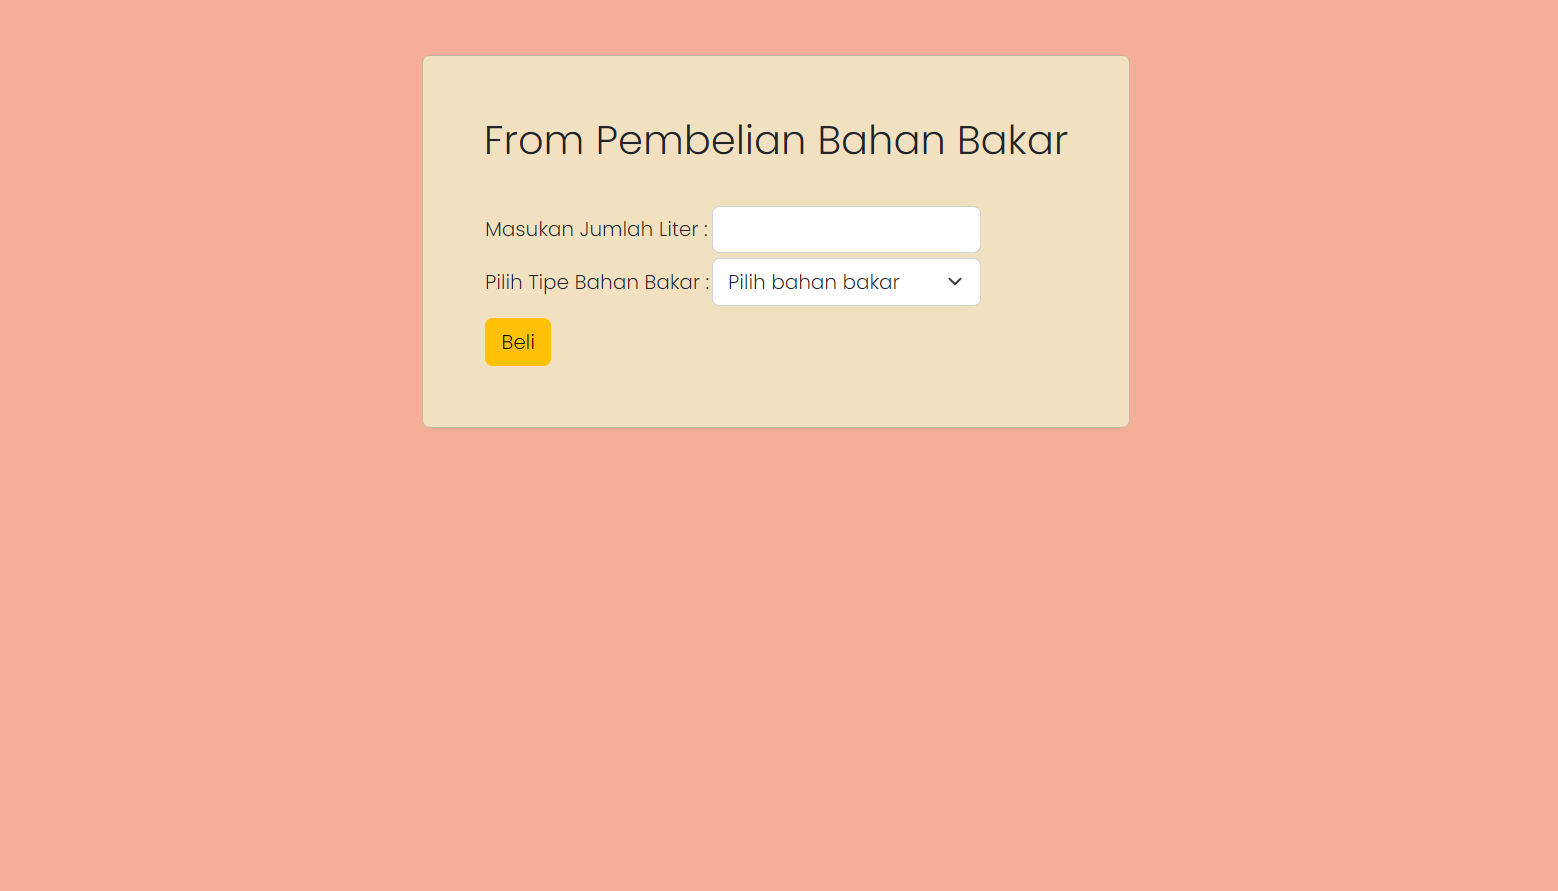 From Pembelian Bahan Bakar
Masukan Jumlah Liter :
Pilih Tipe Bahan Bakar : Pilih bahan bakar
Beli